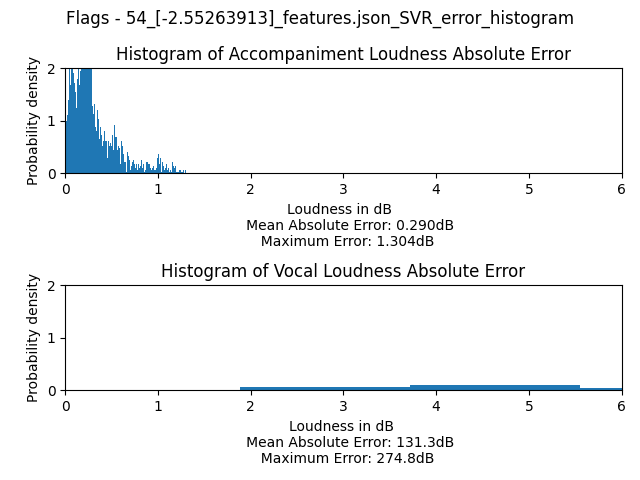 Flags - 54_[-2.55263913]_features.json_SVR_error_histogram
Histogram of Accompaniment Loudness Absolute Error
Probability density
2
1
0
0 1 2 3 4 5 6
Loudness in dB
Mean Absolute Error: 0.290dB
Maximum Error: 1.304dB
Histogram of Vocal Loudness Absolute Error
Probability density
2
1
0
0 1 2 3 4 5 6
Loudness in dB
Mean Absolute Error: 131.3dB
Maximum Error: 274.8dB